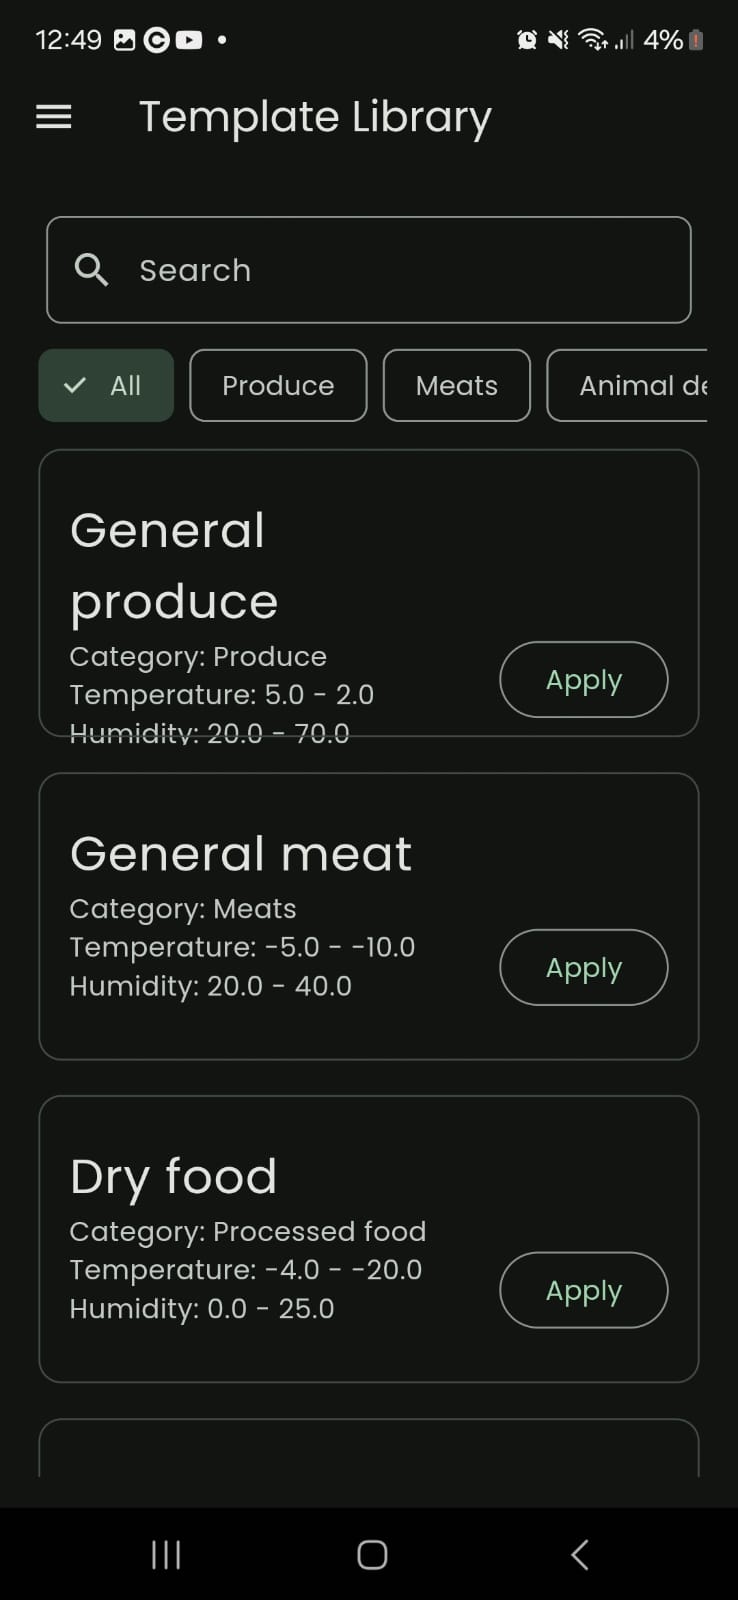 12:49
4%
Template Library
Search
All
Produce
Meats
Animal de
General
produce
Category: Produce
Temperature: 5.0 - 2.0
Humidity: 20.0 - 70.0
Apply
General meat
Category: Meats
Temperature: -5.0 - -10.0
Humidity: 20.0 - 40.0
Apply
Dry food
Category: Processed food
Temperature: -4.0 - -20.0
Humidity: 0.0 - 25.0
Apply